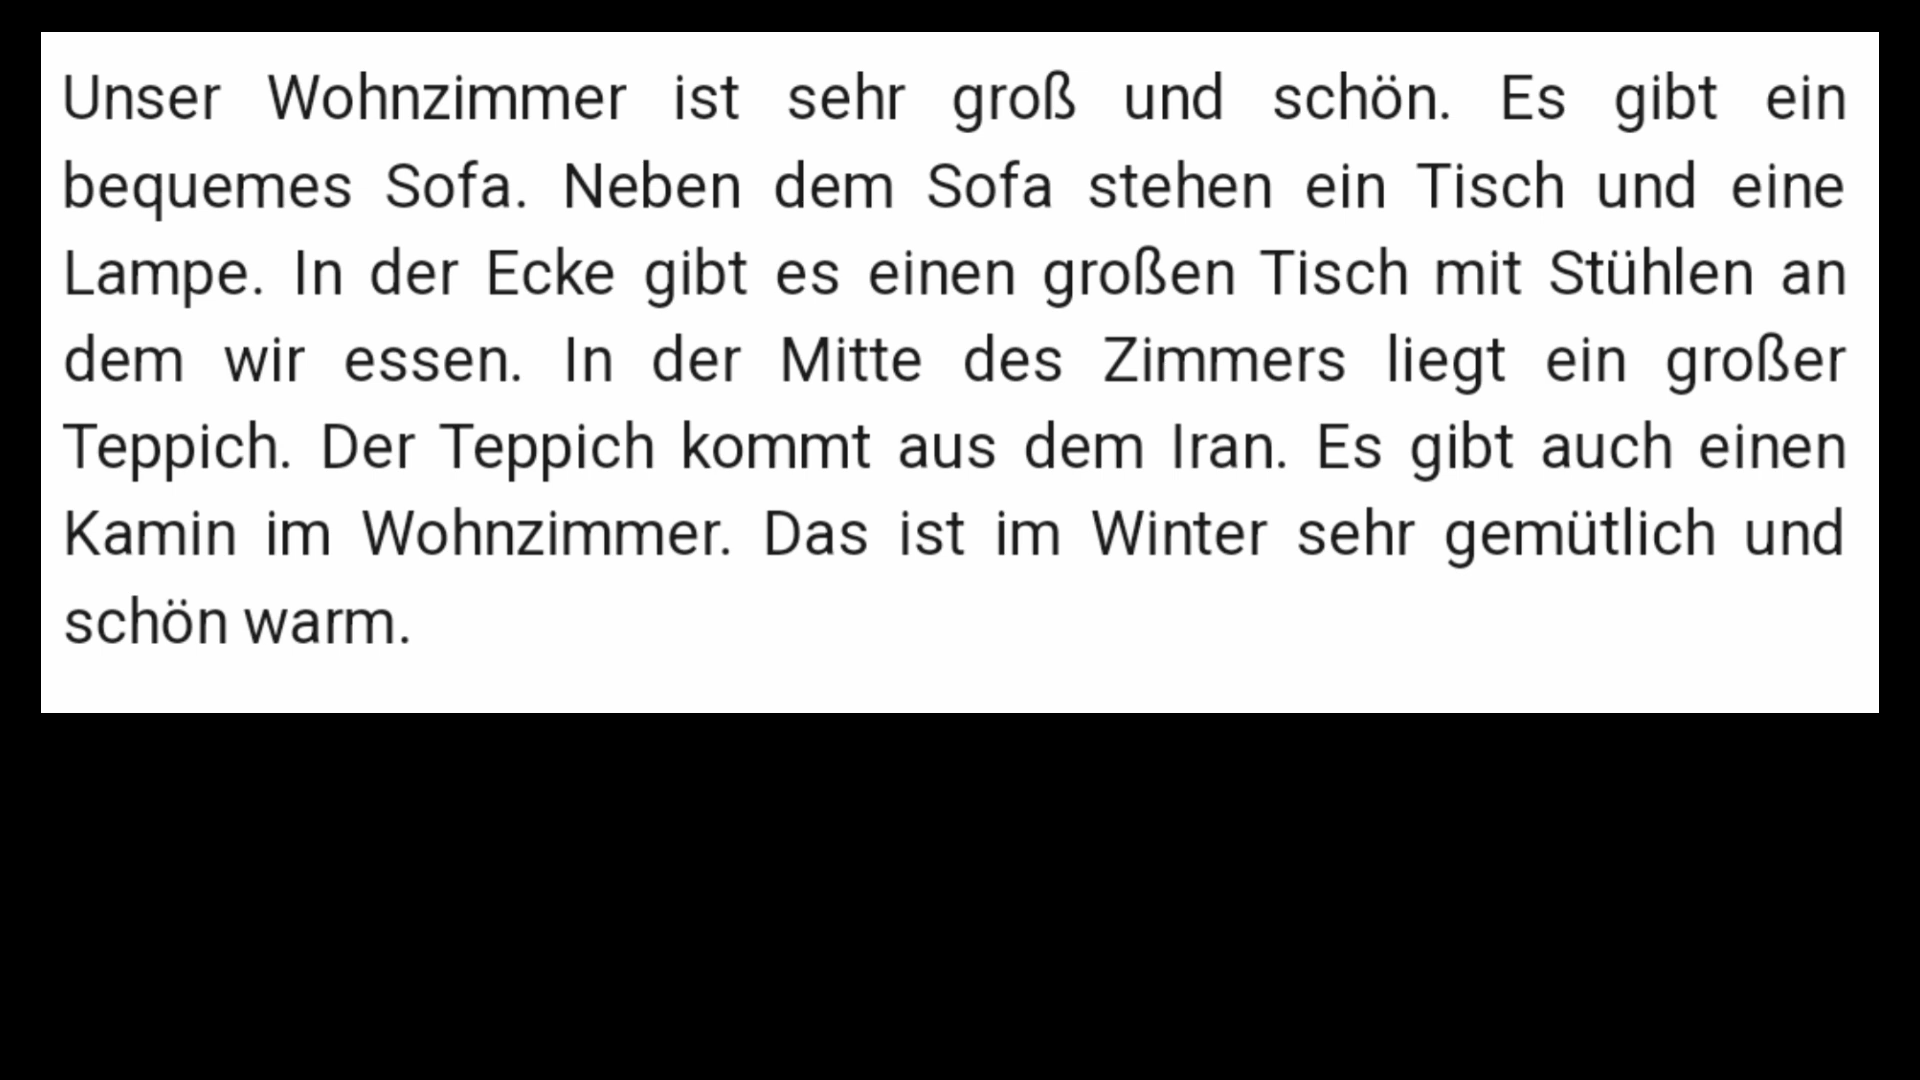 Unser Wohnzimmer ist sehr groß und schön. Es gibt ein
bequemes Sofa. Neben dem Sofa stehen ein Tisch und eine
Lampe. In der Ecke gibt es einen großen Tisch mit Stühlen an
dem wir essen. In der Mitte des Zimmers liegt ein großer
Teppich. Der Teppich kommt aus dem Iran. Es gibt auch einen
Kamin im Wohnzimmer. Das ist im Winter sehr gemütlich und
schön warm.